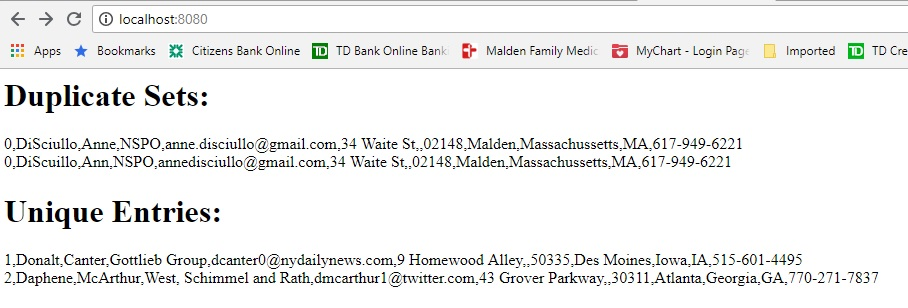 localhost:8080
Apps Bookmarks Citizens Bank Online TD TD Bank Online Bank Malden Family Medic MyChart - Login Page Imported TD TD Cre
Duplicate Sets:
0,DiSciullo,Anne,NSPO,anne.disciullo@gmail.com,34 Waite St,,02148,Malden,Massachussetts,MA,617-949-6221
0,DiScuillo,Ann,NSPO,annedisciullo@gmail.com,34 Waite St,,02148,Malden,Massachussetts,MA,617-949-6221
Unique Entries:
1,Donalt,Canter,Gottlieb Group,dcanter0@nydailynews.com,9 Homewood Alley,,50335,Des Moines,Iowa,IA,515-601-4495
2,Daphene,McArthur,West, Schimmel and Rath,dmcarthur1@twitter.com,43 Grover Parkway,,30311,Atlanta,Georgia,GA,770-271-7837